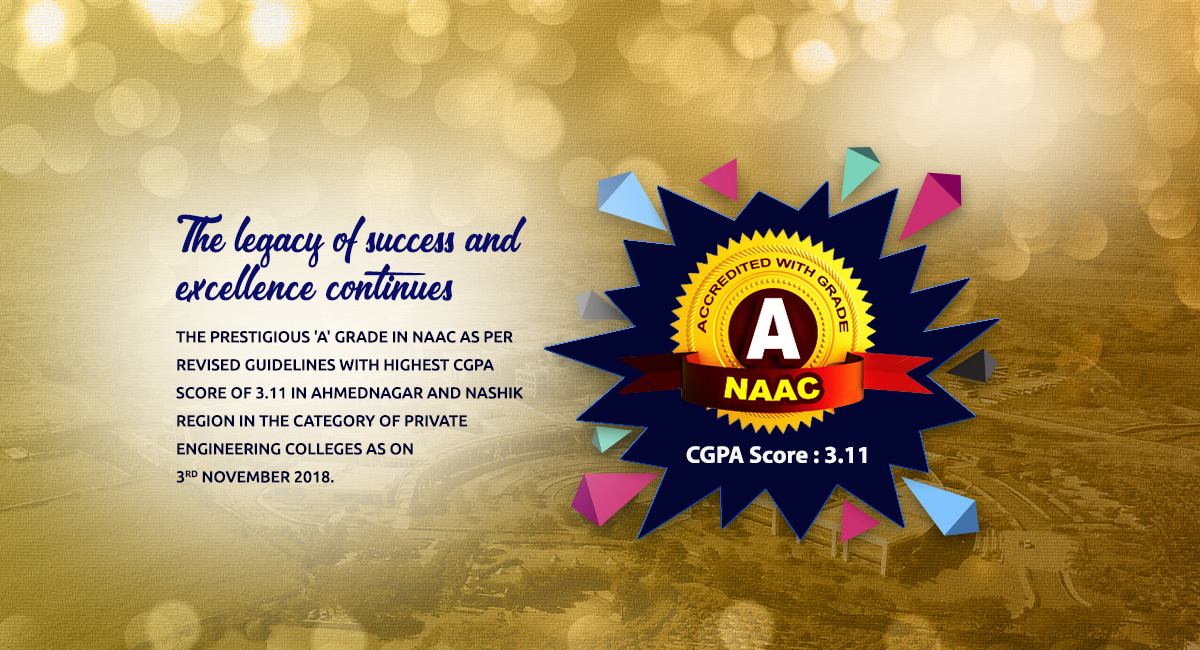 The legacy of success and
excellence continues
THE PRESTIGIOUS 'A' GRADE IN NAAC AS PER
REVISED GUIDELINES WITH HIGHEST CGPA
SCORE OF 3.11 IN AHMEDNAGAR AND NASHIK
REGION IN THE CATEGORY OF PRIVATE
ENGINEERING COLLEGES AS ON
3RD NOVEMBER 2018.
ACCREDITED WITH GRADE
A
NAAC
CGPA Score : 3.11